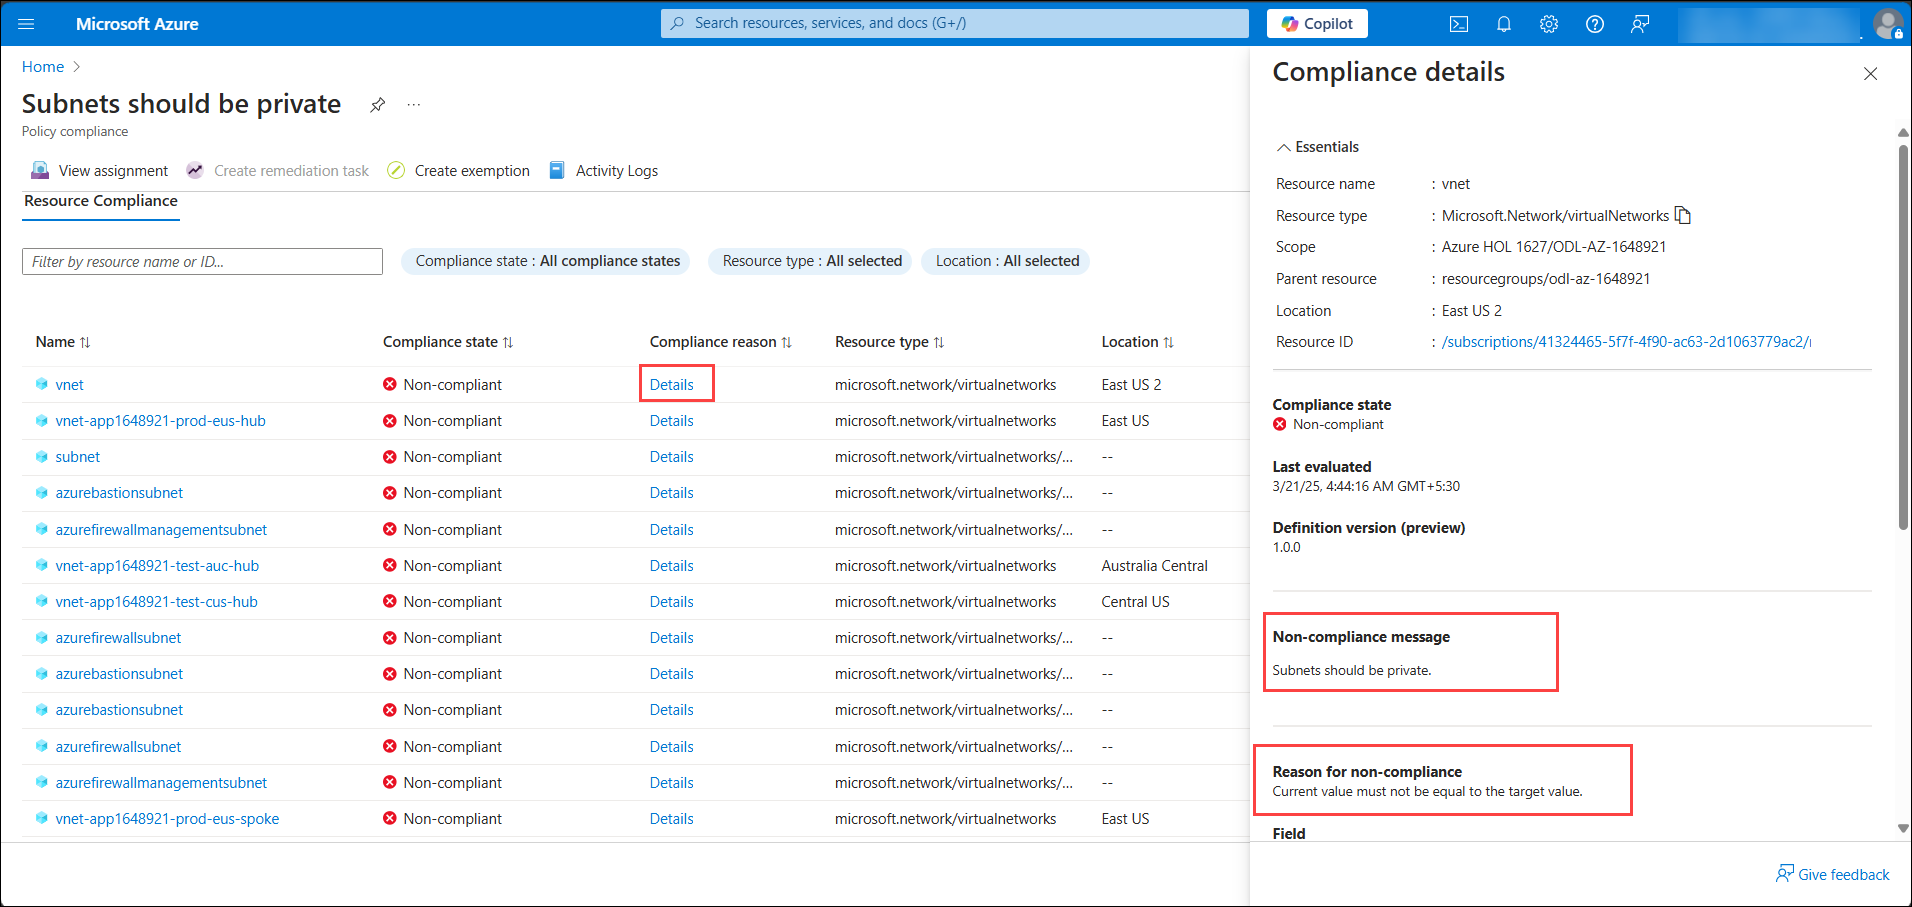 Microsoft Azure
Search resources, services, and docs (G+/)
Copilot
Home
Subnets should be private
...
Policy compliance
View assignment
Create remediation task
Create exemption
Activity Logs
Resource Compliance
Filter by resource name or ID...
Compliance state : All compliance states
Resource type : All selected
Location : All selected
Name Compliance state Compliance reason Resource type Location
vnet Non-compliant Details microsoft.network/virtualnetworks East US 2
vnet-app1648921-prod-eus-hub Non-compliant Details microsoft.network/virtualnetworks East US
subnet Non-compliant Details microsoft.network/virtualnetworks/... --
azurebastionsubnet Non-compliant Details microsoft.network/virtualnetworks/... --
azurefirewallmanagementsubnet Non-compliant Details microsoft.network/virtualnetworks/... --
vnet-app1648921-test-auc-hub Non-compliant Details microsoft.network/virtualnetworks Australia Central
vnet-app1648921-test-cus-hub Non-compliant Details microsoft.network/virtualnetworks Central US
azurefirewallsubnet Non-compliant Details microsoft.network/virtualnetworks/... --
azurebastionsubnet Non-compliant Details microsoft.network/virtualnetworks/... --
azurebastionsubnet Non-compliant Details microsoft.network/virtualnetworks/... --
azurefirewallsubnet Non-compliant Details microsoft.network/virtualnetworks/... --
azurefirewallmanagementsubnet Non-compliant Details microsoft.network/virtualnetworks/... --
vnet-app1648921-prod-eus-spoke Non-compliant Details microsoft.network/virtualnetworks East US
Compliance details
Essentials
Resource name : vnet
Resource type : Microsoft.Network/virtualNetworks
Scope : Azure HOL 1627/ODL-AZ-1648921
Parent resource : resourcegroups/odl-az-1648921
Location : East US 2
Resource ID : /subscriptions/41324465-5f7f-4f90-ac63-2d1063779ac2/
Compliance state
Non-compliant
Last evaluated
3/21/25, 4:44:16 AM GMT+5:30
Definition version (preview)
1.0.0
Non-compliance message
Subnets should be private.
Reason for non-compliance
Current value must not be equal to the target value.
Field
Give feedback